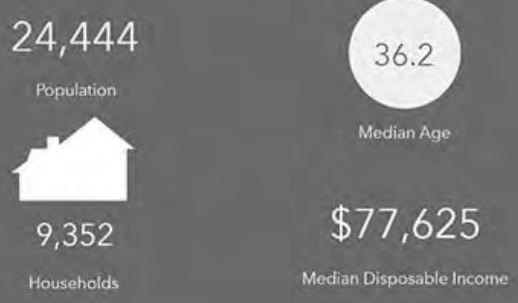 24,444
Population
36.2
Median Age
9,352
Households
$77,625
Median Disposable Income